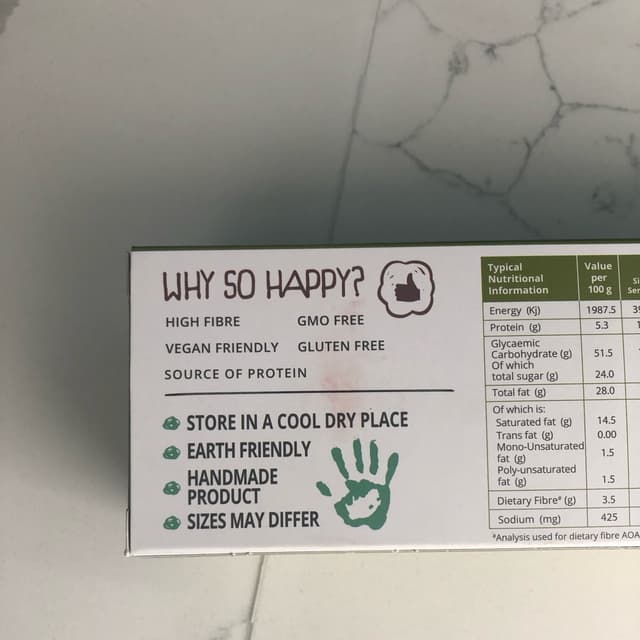 WHY SO HAPPY?
HIGH FIBRE GMO FREE
VEGAN FRIENDLY GLUTEN FREE
SOURCE OF PROTEIN
STORE IN A COOL DRY PLACE
EARTH FRIENDLY
HANDMADE
PRODUCT
SIZES MAY DIFFER
Typical
Nutritional
Information
Value
per
100 g
Energy (KJ) 1987.5
Protein (g) 5.3
Glycaemic
Carbohydrate (g) 51.5
Of which
total sugar (g) 24.0
Total fat (g) 28.0
Of which is:
Saturated fat (g) 14.5
Trans fat (g) 0.00
Mono-Unsaturated
fat (g) 1.5
Poly-unsaturated
fat (g) 1.5
Dietary Fibre# (g) 3.5
Sodium (mg) 425
#Analysis used for dietary fibre AOA